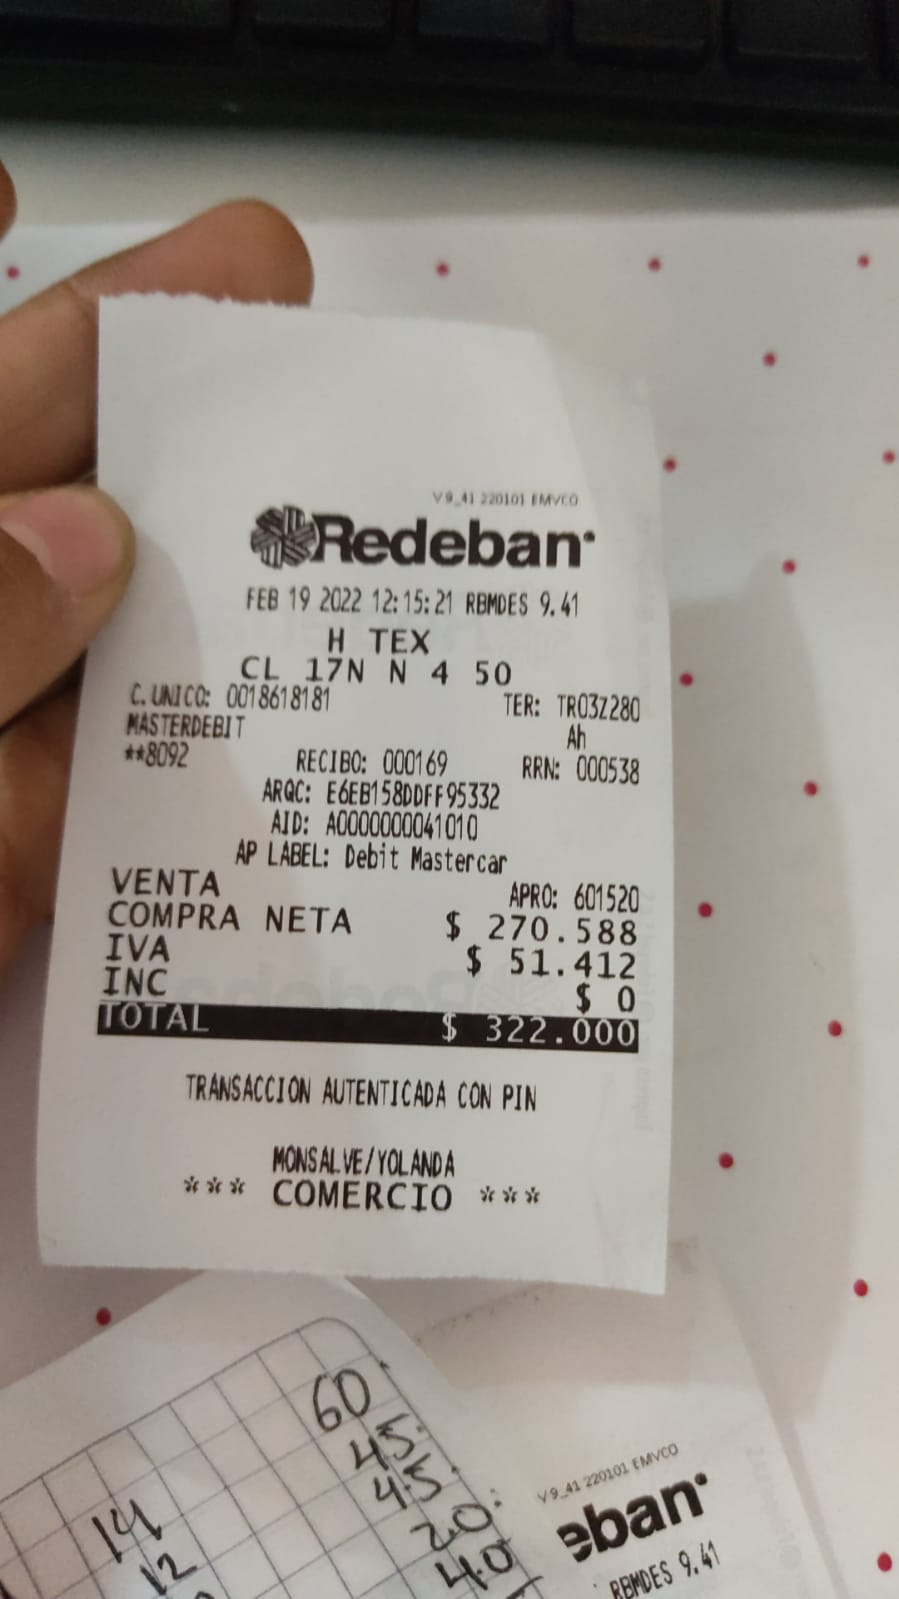 V9_41 220101 EMVCO
Redeban
FEB 19 2022 12:15:21 RBMDES 9.41
H TEX
CL 17N N 4 50
C. UNICO: 0018618181 TER: TR03Z280
MASTERDEBIT Ah
**8092 RECIBO: 000169 RRN: 000538
ARQC: E6EB158DDFF95332
AID: A0000000041010
AP LABEL: Debit Mastercar
VENTA APRO: 601520
COMPRA NETA $ 270.588
IVA $ 51.412
INC $ 0
TOTAL $ 322.000
TRANSACCION AUTENTICADA CON PIN
MONSALVE/YOLANDA
*** COMERCIO ***
60
45
45
14 20
12 40
V9_41 220101 EMVCO
eban
RBMDES 9.41